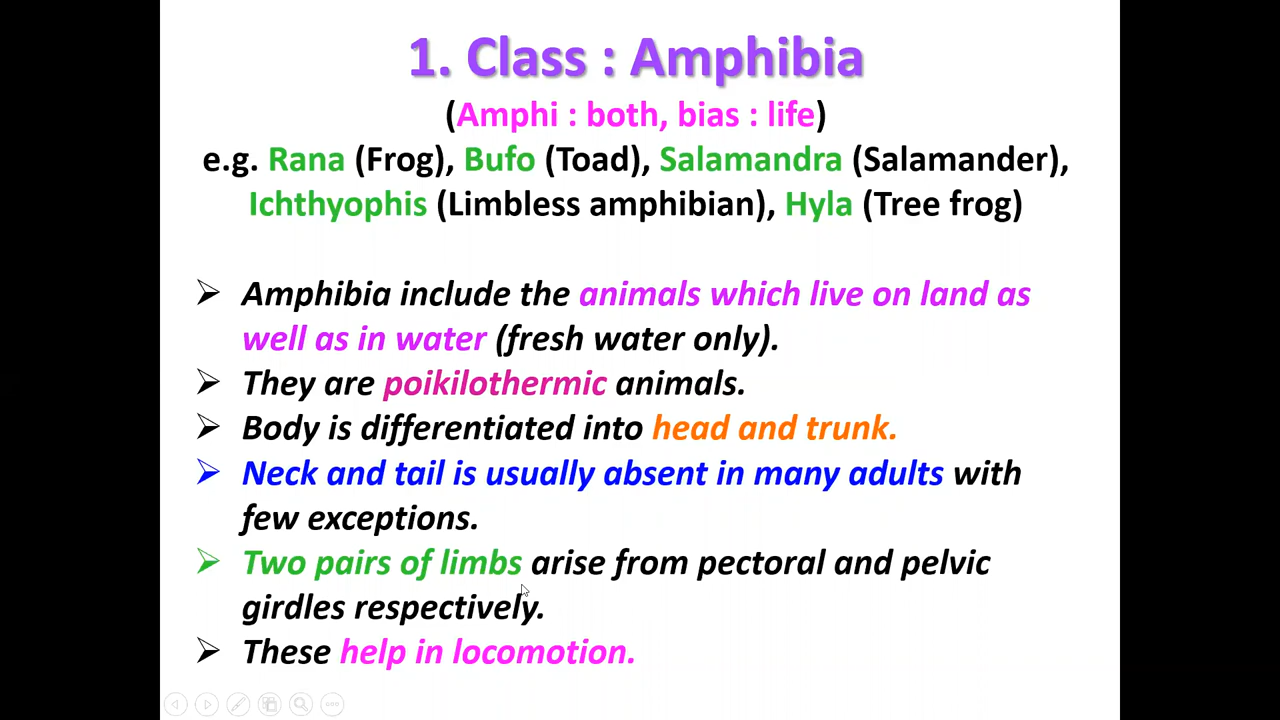 1. Class : Amphibia
(Amphi : both, bias : life)
e.g. Rana (Frog), Bufo (Toad), Salamandra (Salamander),
Ichthyophis (Limbless amphibian), Hyla (Tree frog)
➢ Amphibia include the animals which live on land as
well as in water (fresh water only).
➢ They are poikilothermic animals.
➢ Body is differentiated into head and trunk.
➢ Neck and tail is usually absent in many adults with
few exceptions.
➢ Two pairs of limbs arise from pectoral and pelvic
girdles respectively.
➢ These help in locomotion.